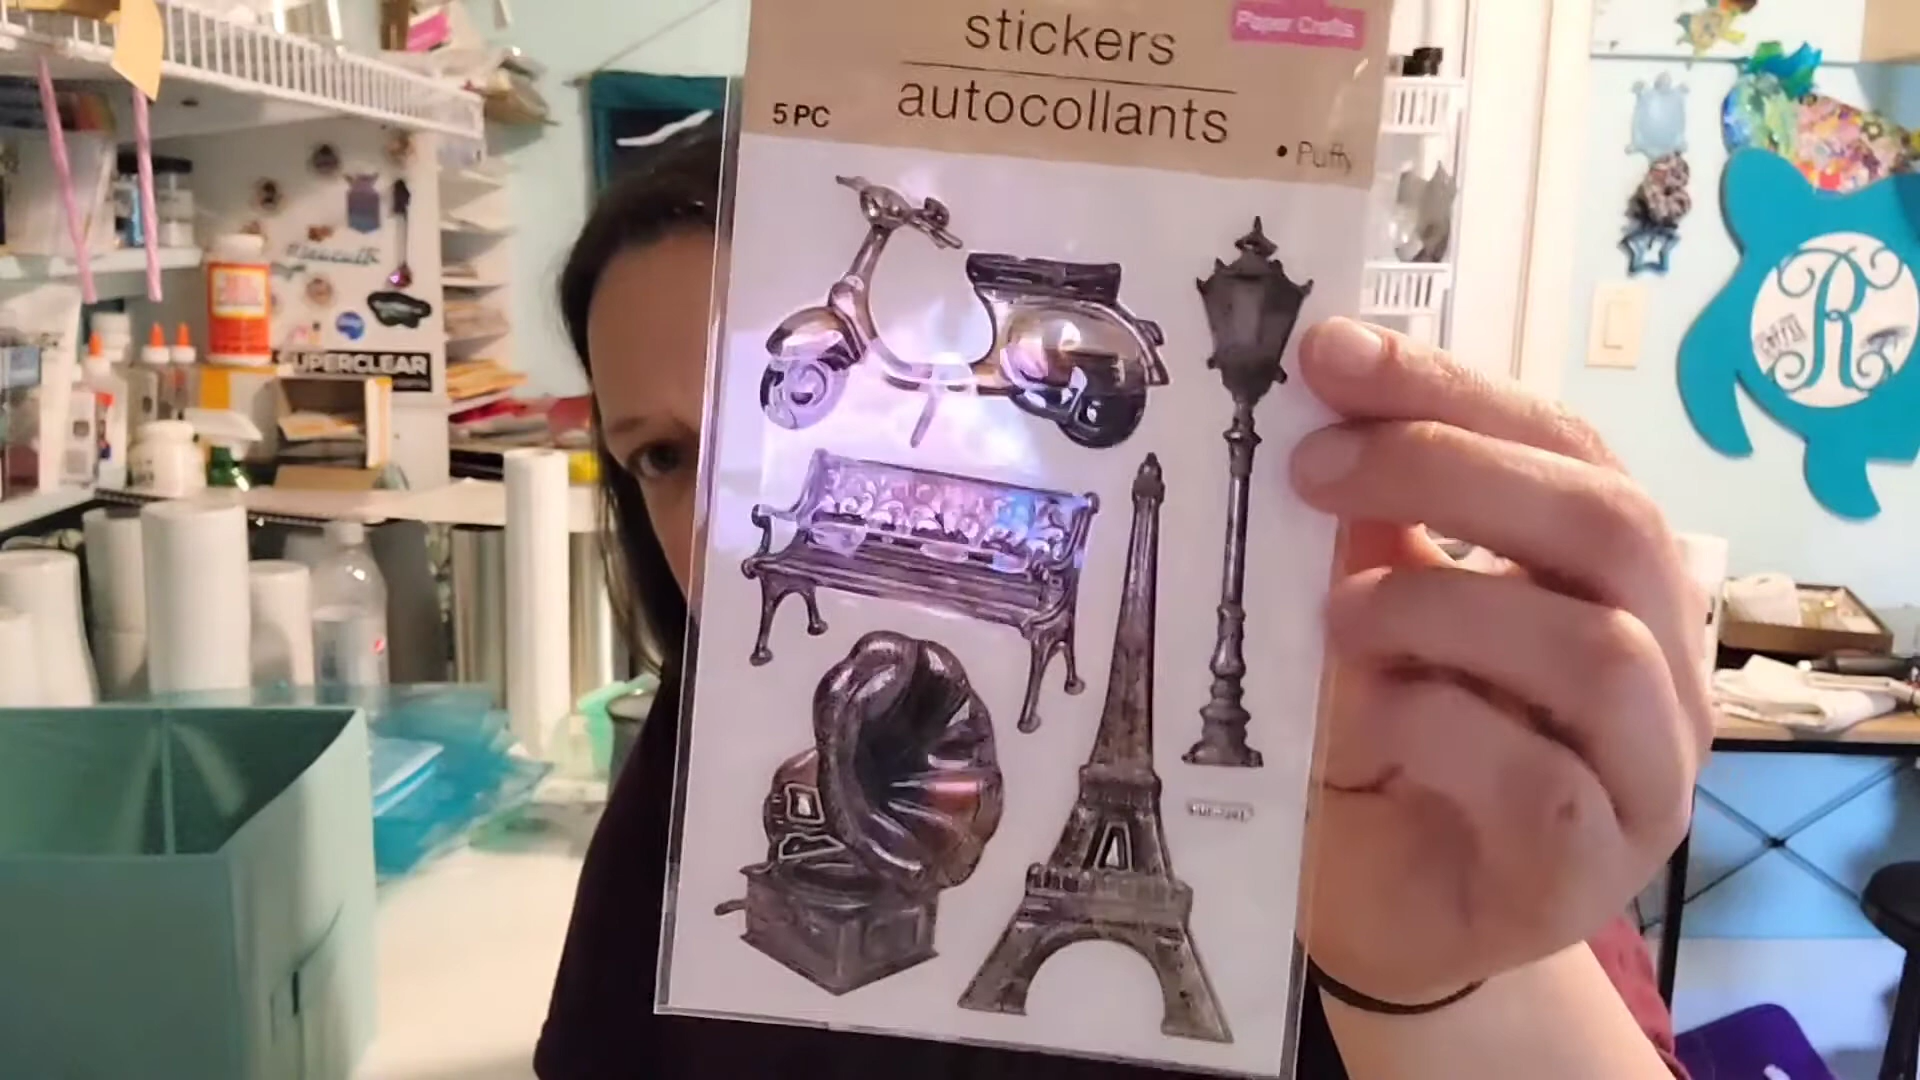 stickers
Paper Crafts
5 PC
autocollants
• Puffy
SUPERCLEAR
R